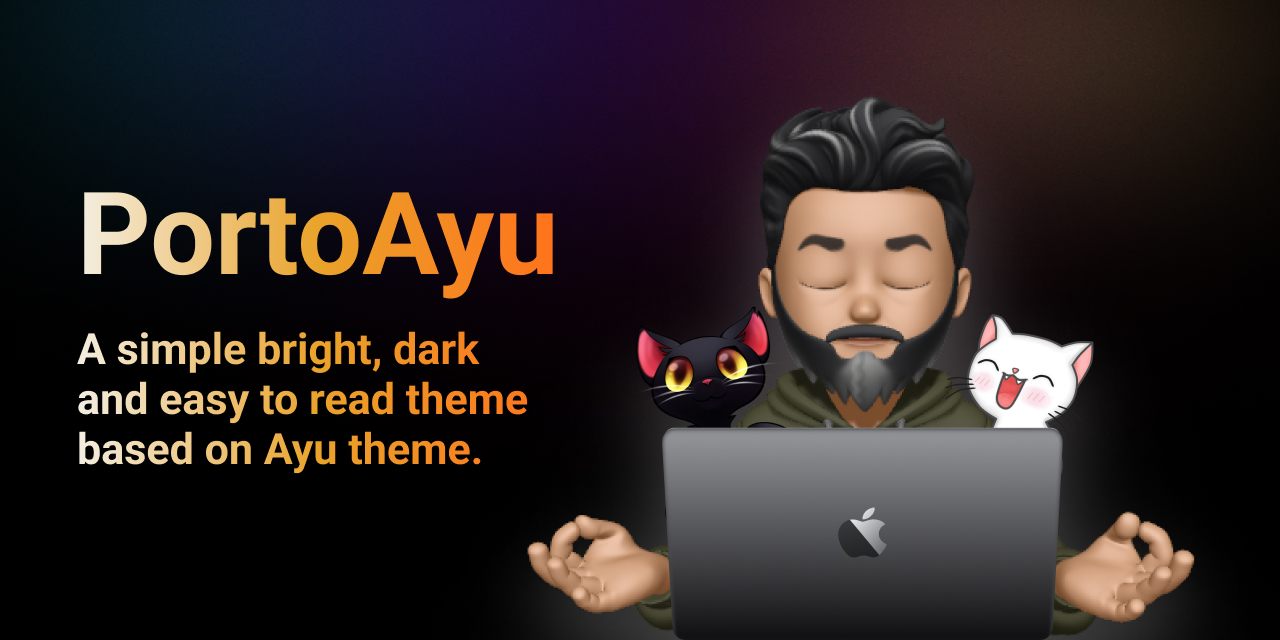 PortoAyu
A simple bright, dark
and easy to read theme
based on Ayu theme.